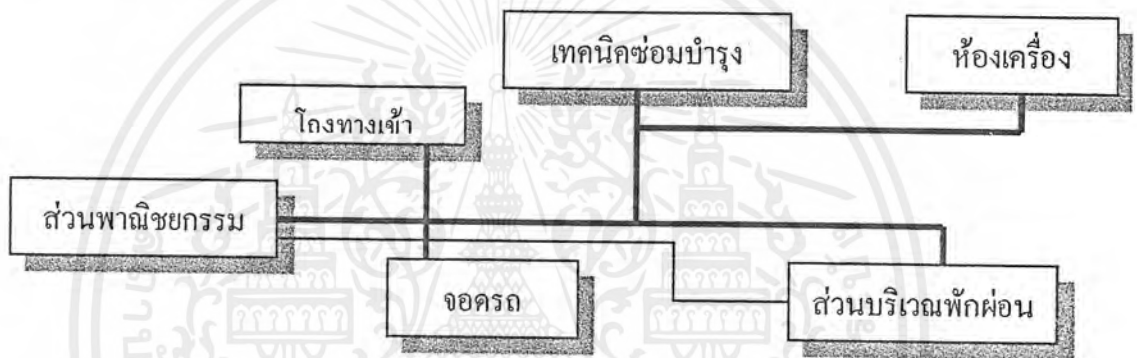 เทคนิคซ่อมบำรุง
ห้องเครื่อง
โถงทางเข้า
ส่วนพาณิชยกรรม
จอดรถ
ส่วนบริเวณพักผ่อน